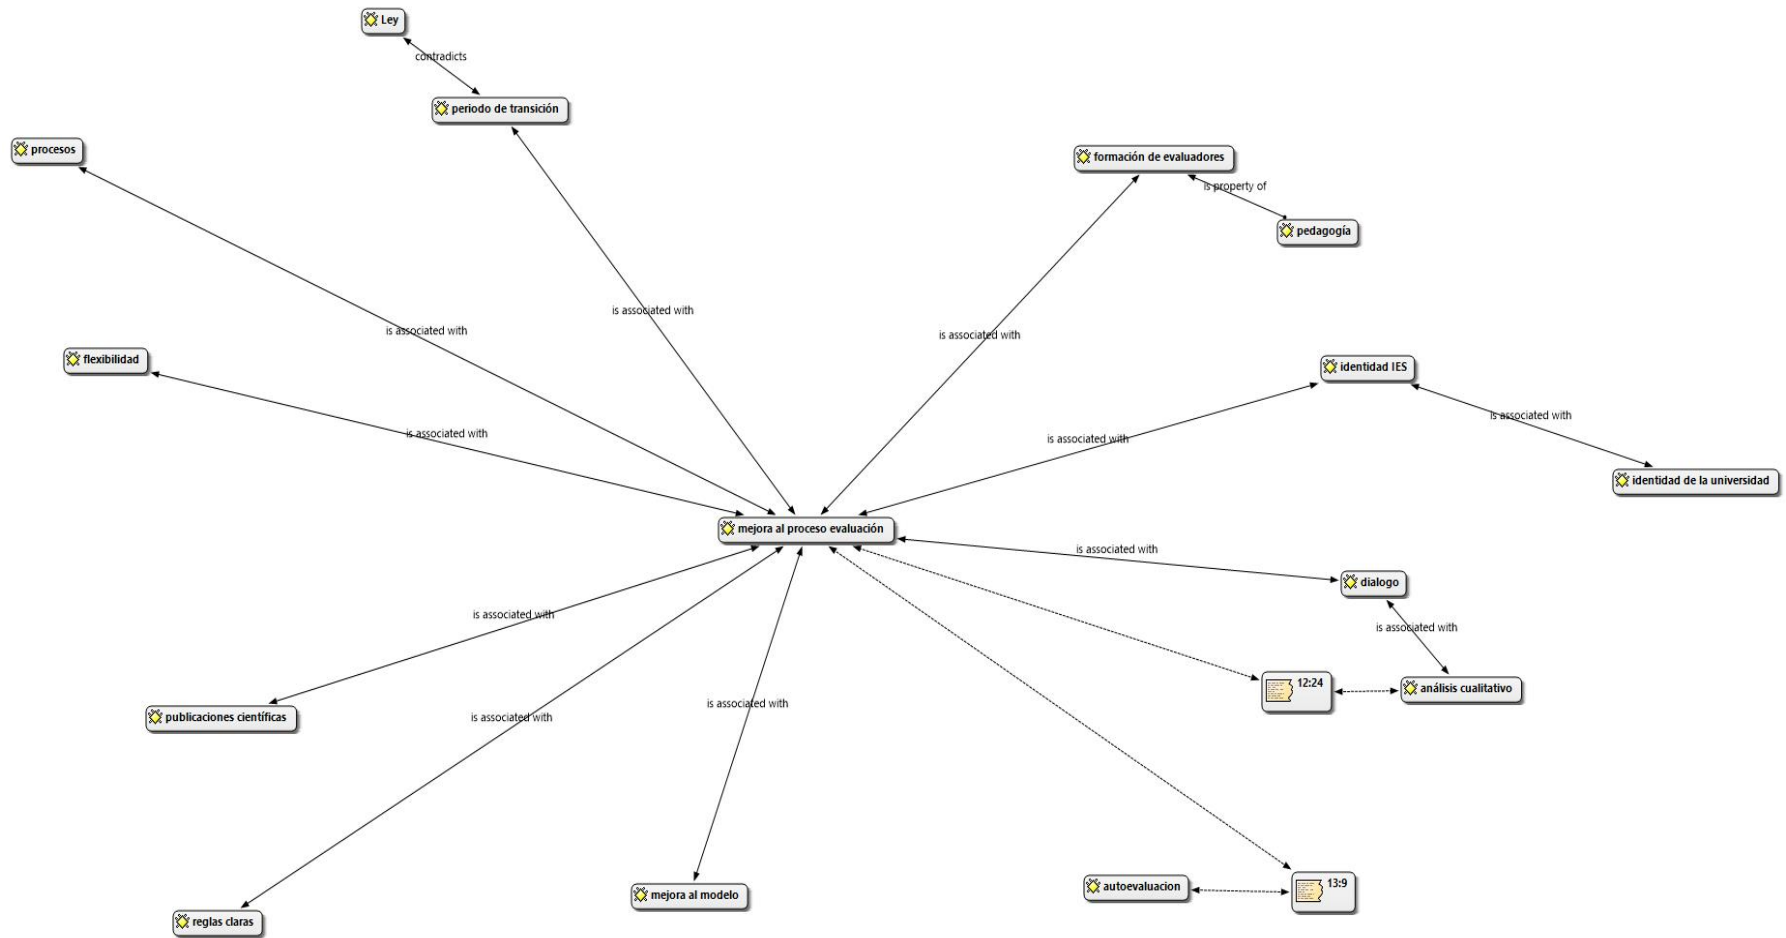 Ley
contradicts
periodo de transición
procesos
formación de evaluadores
is property of
pedagogía
is associated with
is associated with
is associated with
flexibilidad
identidad IES
is associated with
is associated with
is associated with
identidad de la universidad
mejora al proceso evaluación
is associated with
dialogo
is associated with
is associated with
12:24
análisis cualitativo
is associated with
publicaciones científicas
is associated with
autoevaluacion
13:9
mejora al modelo
reglas claras